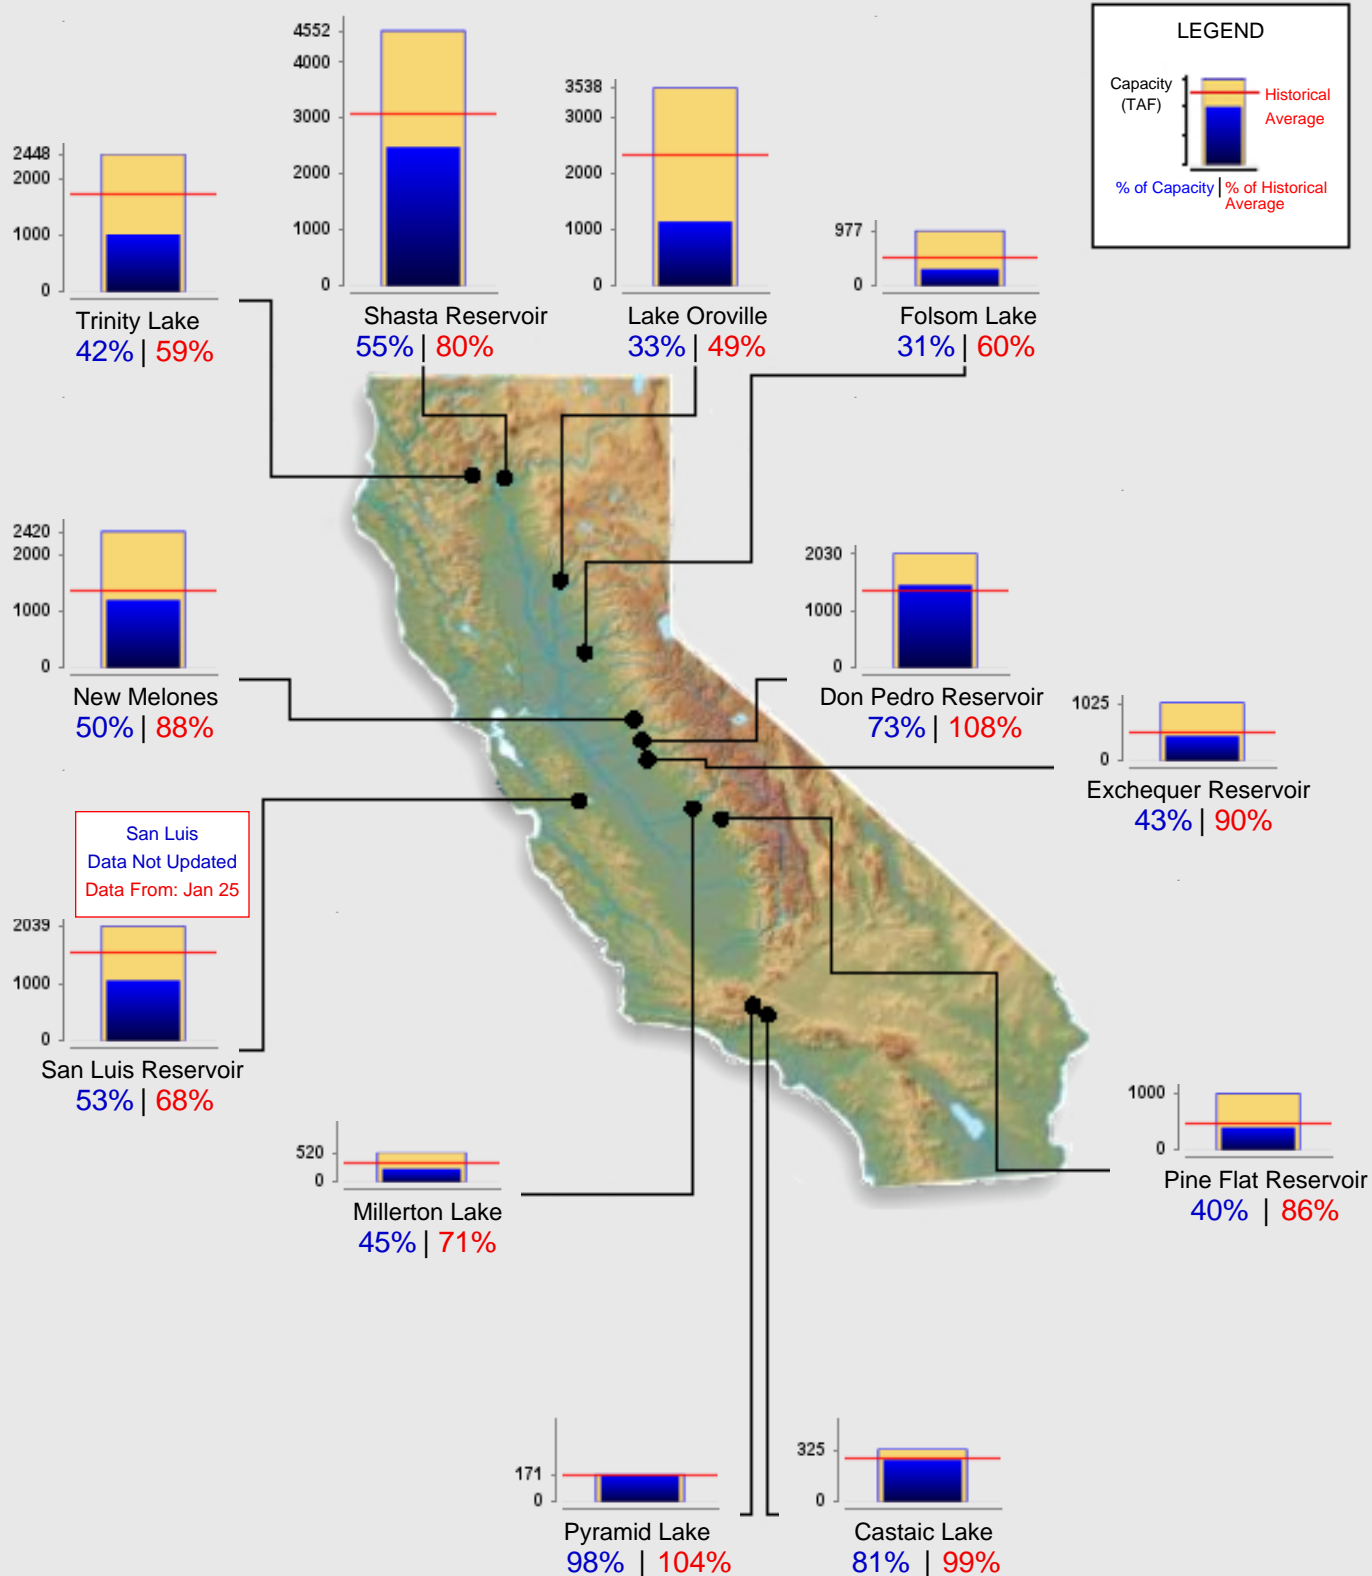 LEGEND
Capacity
(TAF)
Historical
Average
% of Capacity | % of Historical
Average
4552
4000
3000
2000
1000
0
Shasta Reservoir
55% | 80%
3538
3000
2000
1000
0
Lake Oroville
33% | 49%
2448
2000
1000
0
Trinity Lake
42% | 59%
977
0
Folsom Lake
31% | 60%
2420
2000
1000
0
New Melones
50% | 88%
2030
1000
0
Don Pedro Reservoir
73% | 108%
1025
0
Exchequer Reservoir
43% | 90%
San Luis
Data Not Updated
Data From: Jan 25
2039
1000
0
San Luis Reservoir
53% | 68%
520
0
Millerton Lake
45% | 71%
1000
0
Pine Flat Reservoir
40% | 86%
171
0
Pyramid Lake
98% | 104%
325
0
Castaic Lake
81% | 99%